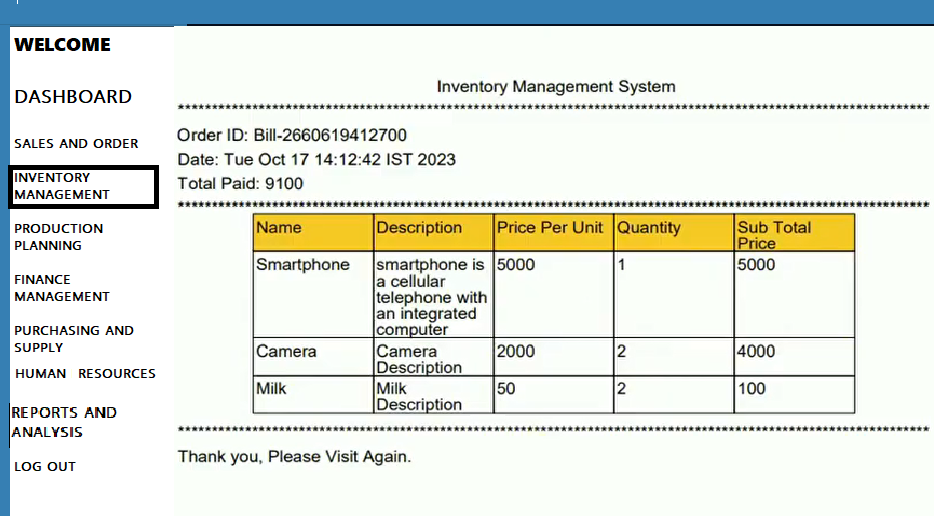 WELCOME
DASHBOARD
SALES AND ORDER
INVENTORY
MANAGEMENT
PRODUCTION
PLANNING
FINANCE
MANAGEMENT
PURCHASING AND
SUPPLY
HUMAN RESOURCES
REPORTS AND
ANALYSIS
LOG OUT
Inventory Management System
****************************************************************************************************************************
Order ID: Bill-2660619412700
Date: Tue Oct 17 14:12:42 IST 2023
Total Paid: 9100
****************************************************************************************************************************
Name Description Price Per Unit Quantity Sub Total
Price
Smartphone smartphone is 5000 1 5000
a cellular
telephone with
an integrated
computer
Camera Camera 2000 2 4000
Description
Milk Milk 50 2 100
Description
****************************************************************************************************************************
Thank you, Please Visit Again.